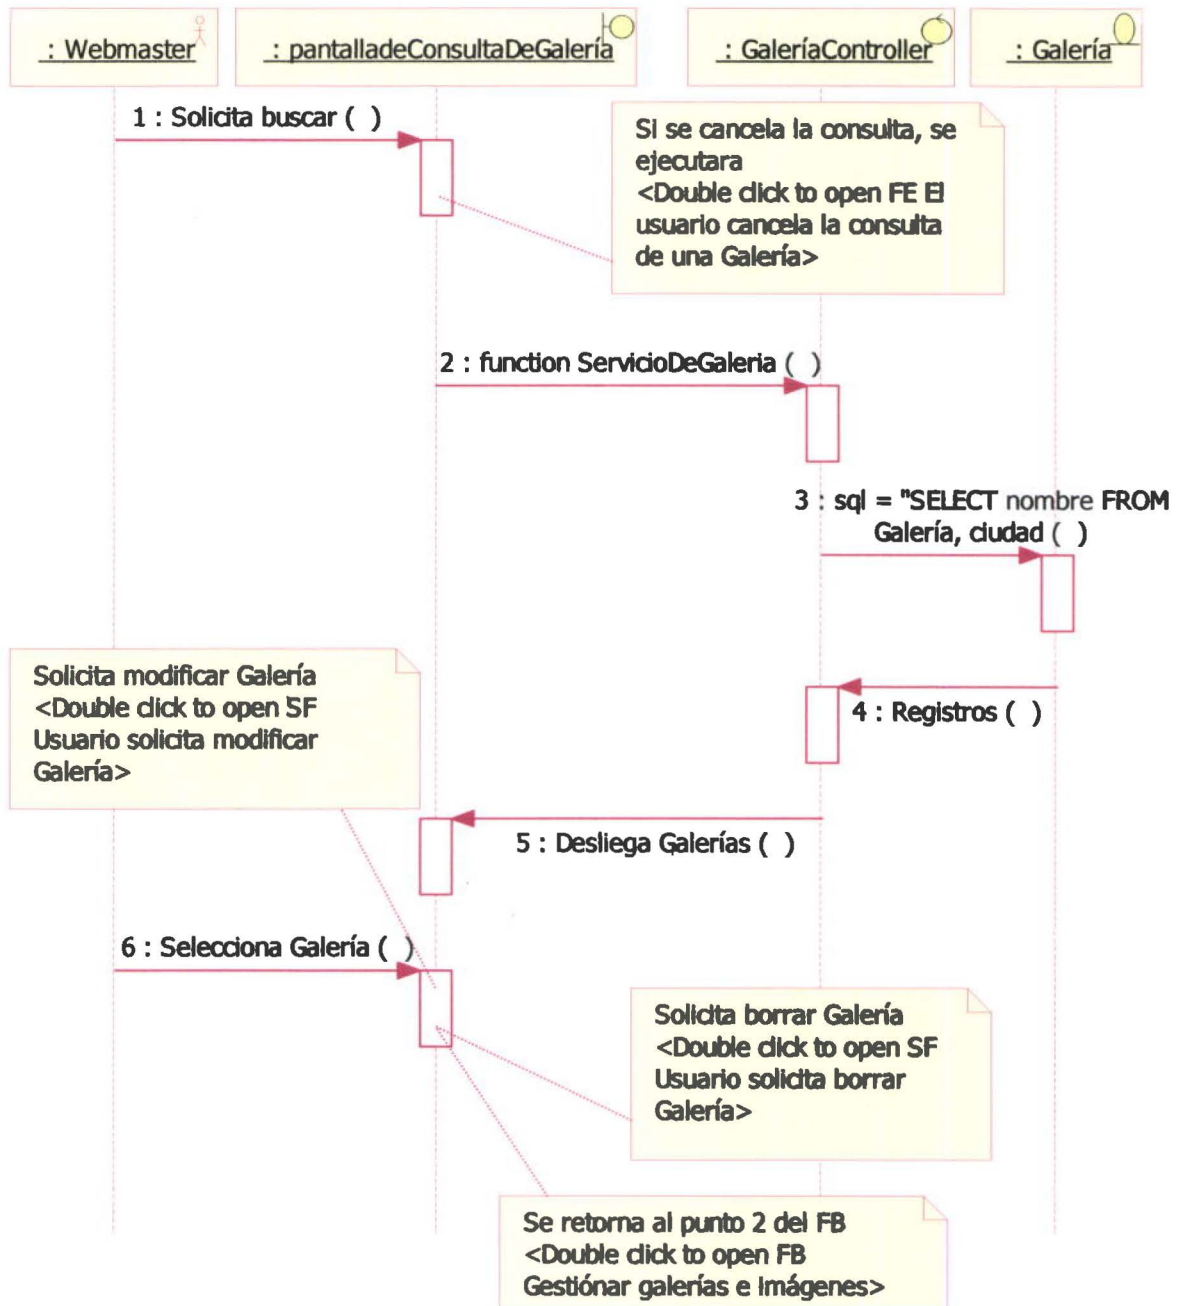 : Webmaster
: pantalladeConsultaDeGalería
: GaleríaController
: Galería
1 : Solicita buscar ( )
Si se cancela la consulta, se
ejecutara
<Double click to open FE El
usuario cancela la consulta
de una Galería>
2 : function ServicioDeGaleria ( )
3 : sql = "SELECT nombre FROM
Galería, ciudad ( )
4 : Registros ( )
Solicita modificar Galería
<Double click to open SF
Usuario solicita modificar
Galería>
5 : Desliega Galerías ( )
6 : Selecciona Galería ( )
Solicita borrar Galería
<Double click to open SF
Usuario solicita borrar
Galería>
Se retorna al punto 2 del FB
<Double click to open FB
Gestiónar galerías e Imágenes>